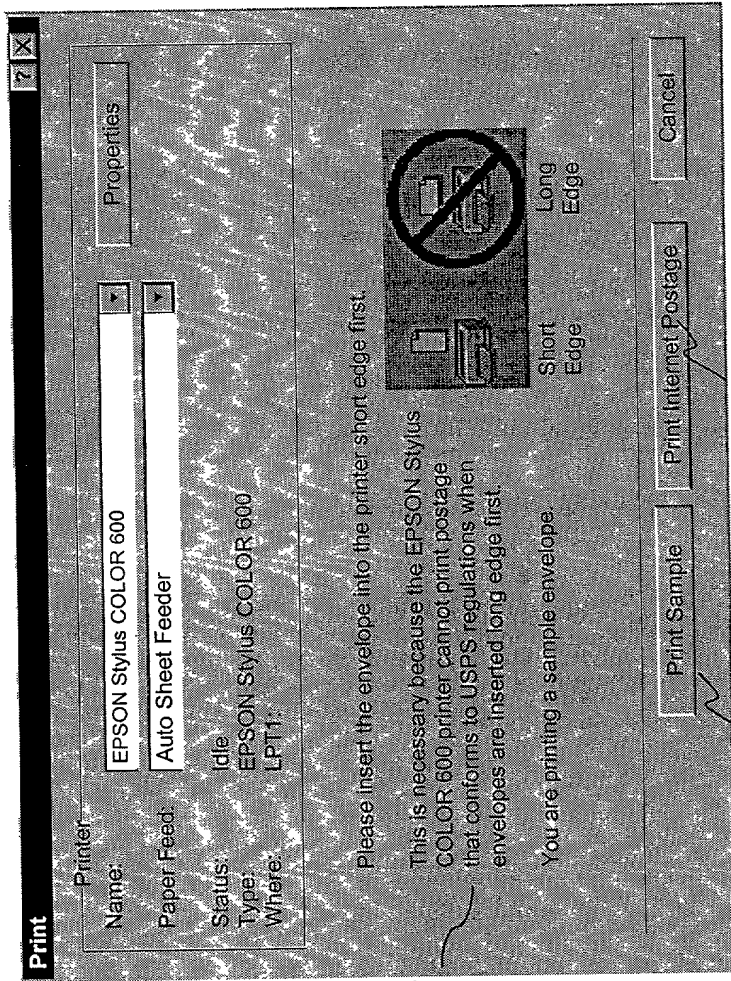 Print
? X
Printer
Name: EPSON Stylus COLOR 600 Properties
Paper Feed: Auto Sheet Feeder
Status: Idle
Type: EPSON Stylus COLOR 600
Where: LPT1:
Please insert the envelope into the printer short edge first.
This is necessary because the EPSON Stylus
COLOR 600 printer cannot print postage
that conforms to USPS regulations when
envelopes are inserted long edge first.
You are printing a sample envelope.
Short
Edge
Long
Edge
Print Sample Print Internet Postage Cancel